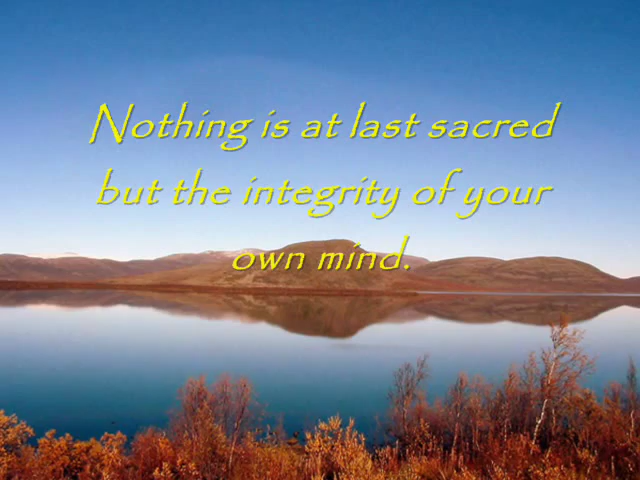 Nothing is at last sacred
but the integrity of your
own mind.